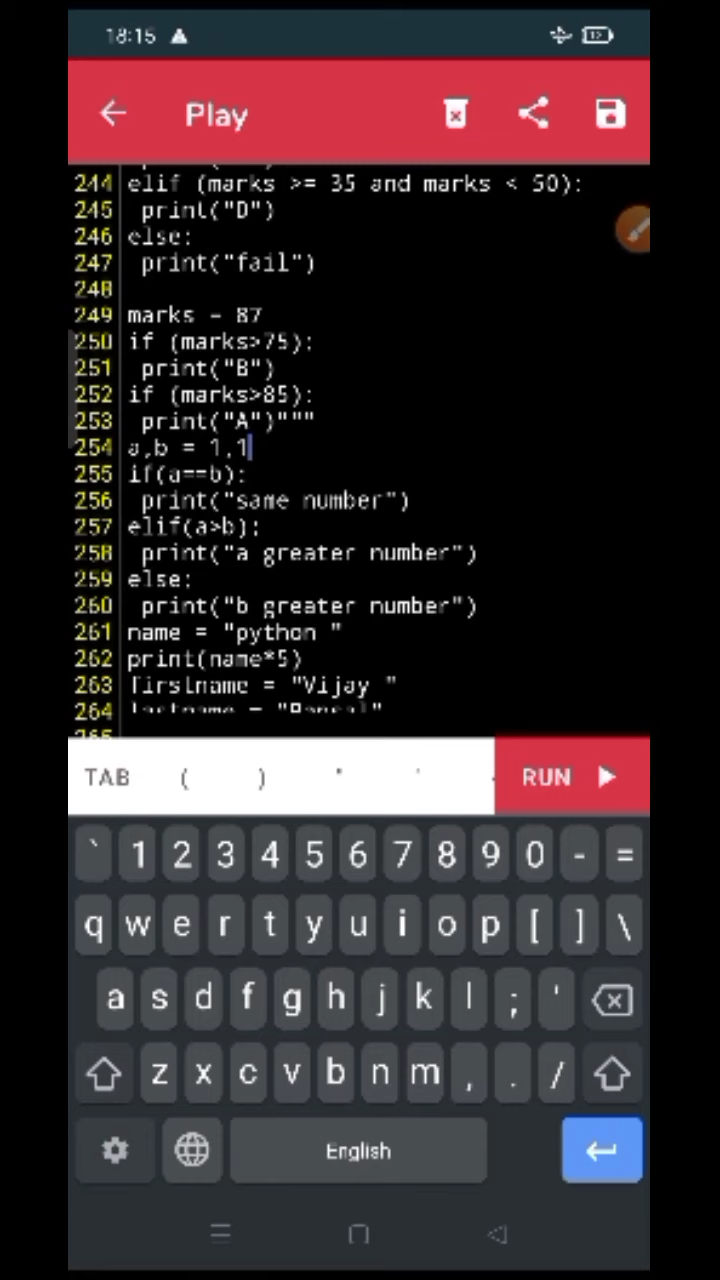 18:15
Play
244 elif (marks >= 35 and marks < 50):
245 print("D")
246 else:
247 print("fail")
248
249 marks = 87
250 if (marks>75):
251 print("B")
252 if (marks>85):
253 print("A")"""
254 a,b = 1,1
255 if(a==b):
256 print("same number")
257 elif(a>b):
258 print("a greater number")
259 else:
260 print("b greater number")
261 name = "python "
262 print(name*5)
263 firstname = "Vijay "
264 lastname = "Bansal"
265
TAB ( ) " '
RUN
` 1 2 3 4 5 6 7 8 9 0 - =
q w e r t y u i o p [ ] \
a s d f g h j k l ; '
z x c v b n m , . /
English